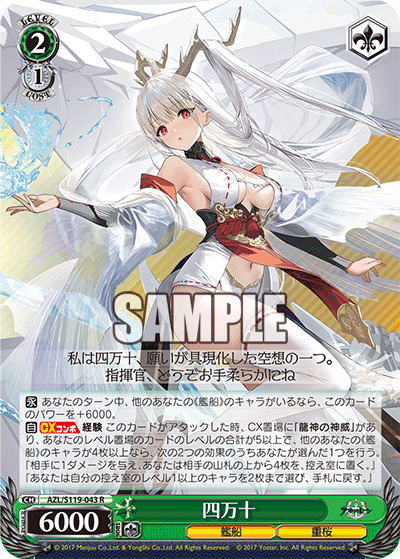 LEVEL
2
1
COST
SAMPLE
私は四万十、願いが具現化した空想の一つ。
指揮官、どうぞお手柔らかにね
永 あなたのターン中、他のあなたの《艦船》のキャラがいるなら、このカード
のパワーを+6000。
自 CXコンボ 経験 このカードがアタックした時、CX置場に「龍神の神威」があ
り、あなたのレベル置場のカードのレベルの合計が5以上で、他のあなたの《艦
船》のキャラが4枚以上なら、次の2つの効果のうちあなたが選んだ1つを行う。
『相手に1ダメージを与え、あなたは相手の山札の上から4枚を、控え室に置く。』
『あなたは自分の控え室のレベル1以上のキャラを2枚まで選び、手札に戻す。』
CH AZL/S119-043 R
6000
四万十
艦船 重桜
© 2017 Manjuu Co.,Ltd. & YongShi Co.,Ltd. All Rights Reserved. © 2017 Yostar, Inc. All Rights Reserved.